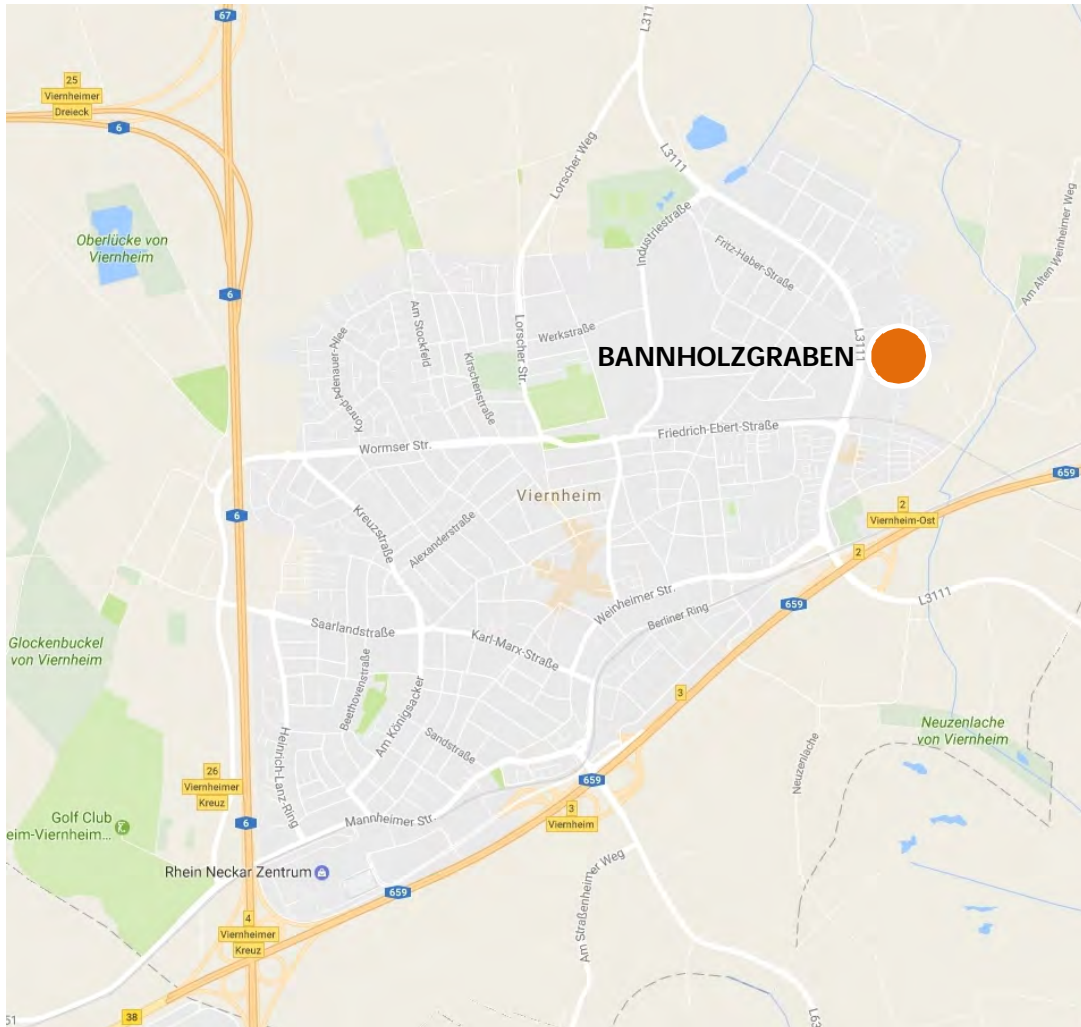 67
L311
25
Viernheimer
Dreieck
6
6
Lorscher Weg
L3111
Industriestraße
Fritz-Haber-Straße
Am Alten Weinheimer Weg
Oberlücke von
Viernheim
6
Am Stockfeld
Lorscher Str.
Werkstraße
Konrad-Adenauer-Allee
Kirschenstraße
BANNHOLZGRABEN
L3111
Wormser Str.
Friedrich-Ebert-Straße
659
Viernheim
2
Viernheim-Ost
6
Kreuzstraße
Alexanderstraße
2
Weinheimer Str.
Berliner Ring
659
L3111
L3111
Saarlandstraße
Karl-Marx-Straße
Glockenbuckel
von Viernheim
Beethovenstraße
Am Königsacker
3
Heinrich-Lanz-Ring
Sandstraße
Neuzenlache
von Viernheim
Neuzenlache
26
Viernheimer
Kreuz
659
3
Viernheim
Golf Club
eim-Viernheim...
6
Mannheimer Str.
Rhein Neckar Zentrum
659
Am Straßenheimer Weg
4
Viernheimer
Kreuz
38
51
L63